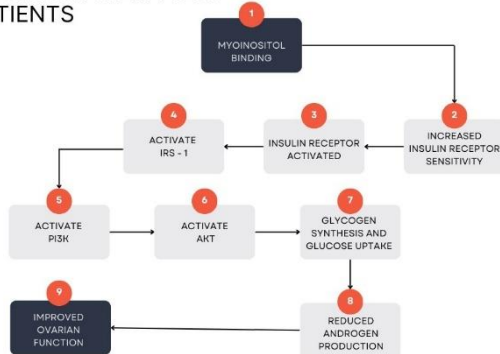 TIENTS
1
MYOINOSITOL
BINDING
2
INCREASED
INSULIN RECEPTOR
SENSITIVITY
3
INSULIN RECEPTOR
ACTIVATED
4
ACTIVATE
IRS - 1
5
ACTIVATE
PI3K
6
ACTIVATE
AKT
7
GLYCOGEN
SYNTHESIS AND
GLUCOSE UPTAKE
8
REDUCED
ANDROGEN
PRODUCTION
9
IMPROVED
OVARIAN
FUNCTION